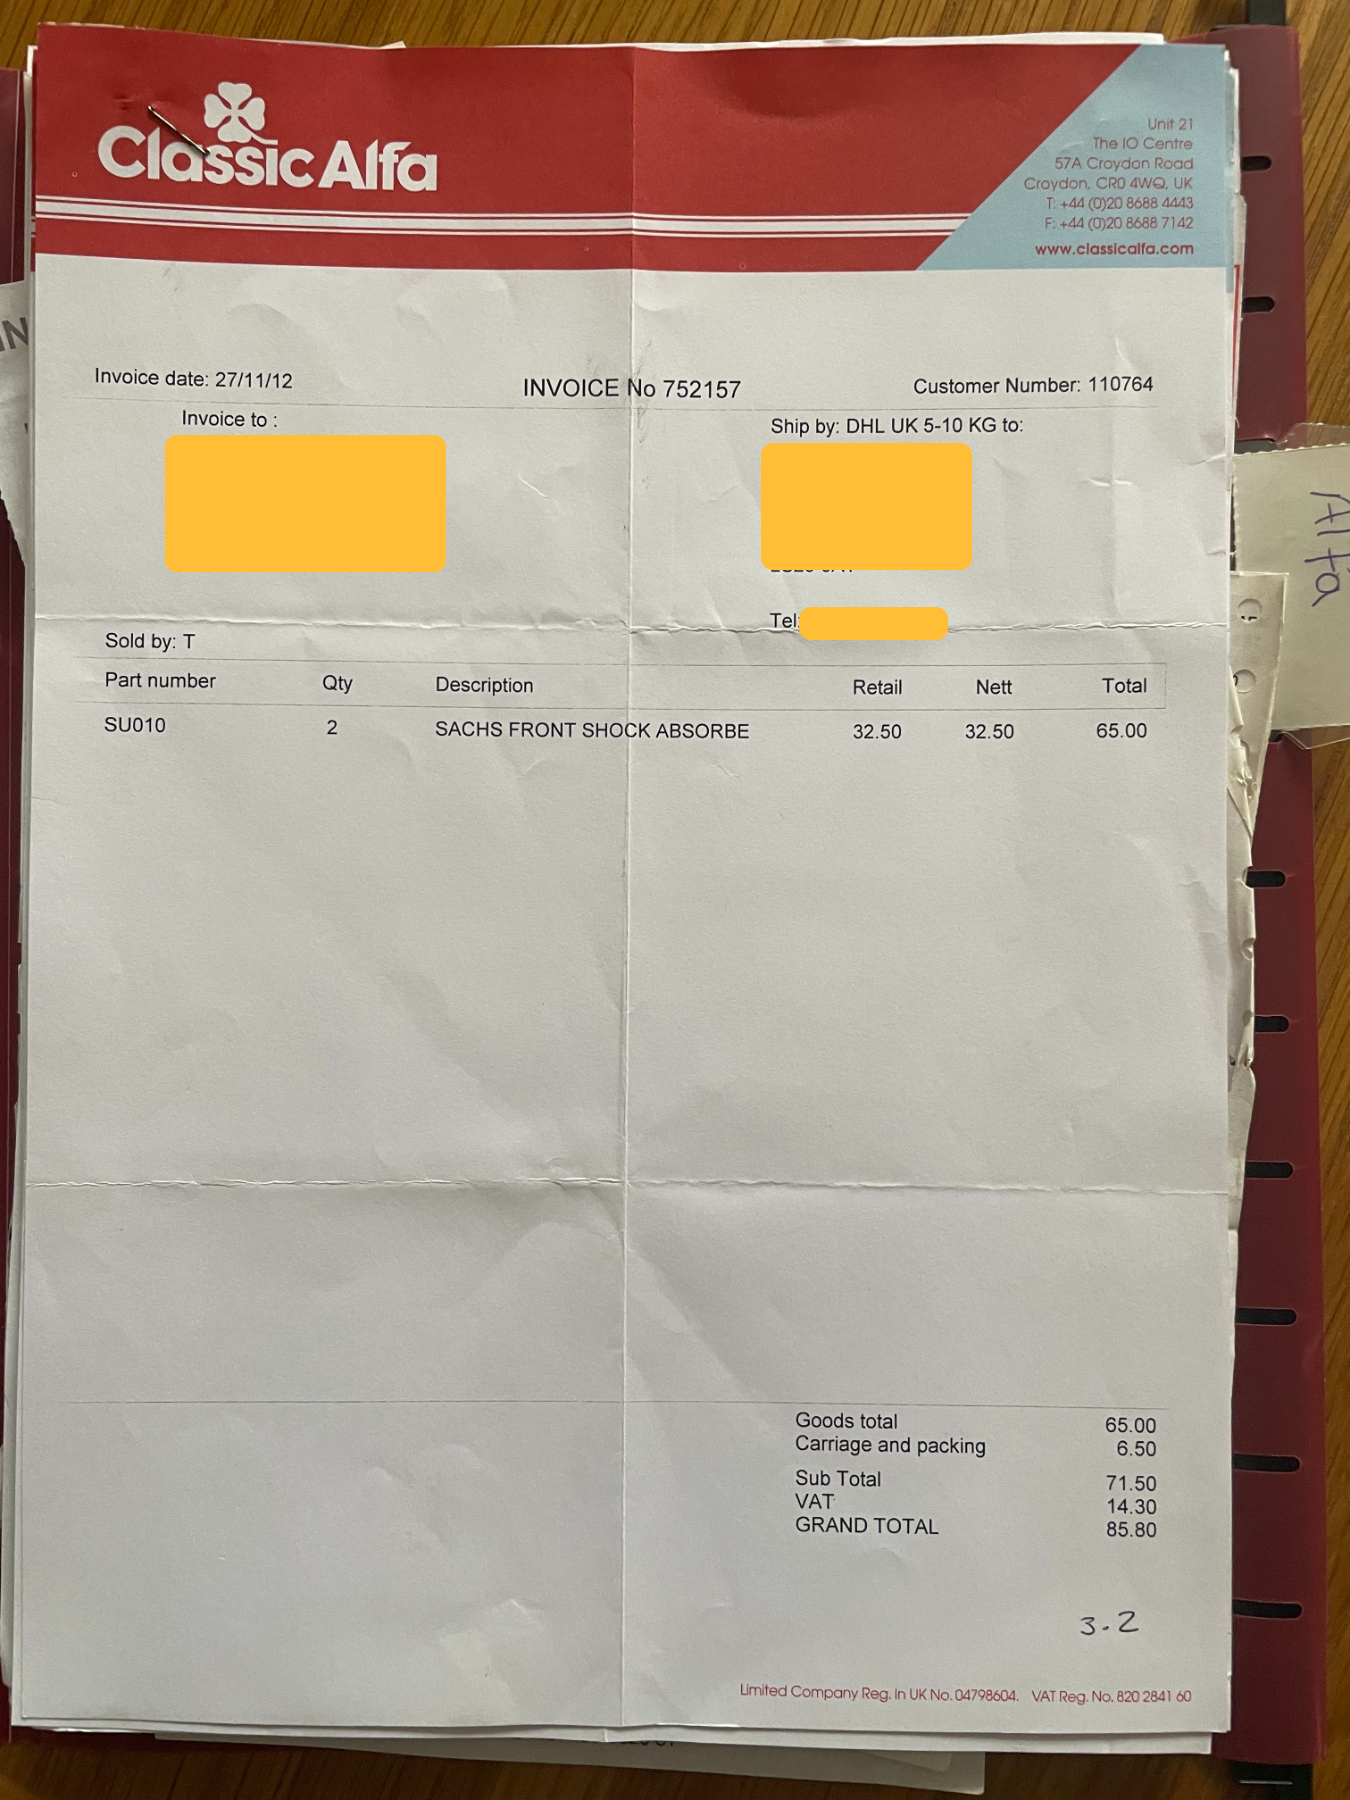 Classic Alfa
Unit 21
The IO Centre
57A Croydon Road
Croydon, CR0 4WQ, UK
T: +44 (0)20 8688 4443
F: +44 (0)20 8688 7142
www.classicalfa.com
IN
Invoice date: 27/11/12
INVOICE No 752157
Customer Number: 110764
Invoice to :
Ship by: DHL UK 5-10 KG to:
Alfa
Tel:
Sold by: T
Part number Qty Description Retail Nett Total
SU010 2 SACHS FRONT SHOCK ABSORBE 32.50 32.50 65.00
Goods total 65.00
Carriage and packing 6.50
Sub Total 71.50
VAT 14.30
GRAND TOTAL 85.80
3.2
Limited Company Reg. in UK No. 04798604. VAT Reg. No. 820 2841 60